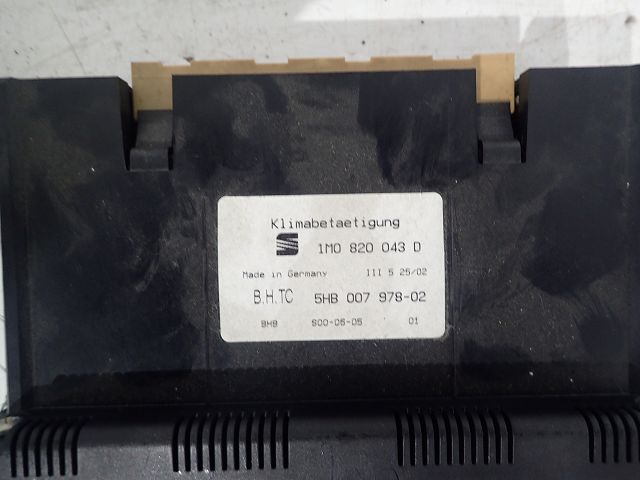 Klimabetaetigung
1M0 820 043 D
Made in Germany 111 5 25/02
B.H.TC 5HB 007 978-02
BHB S00-06-05 01